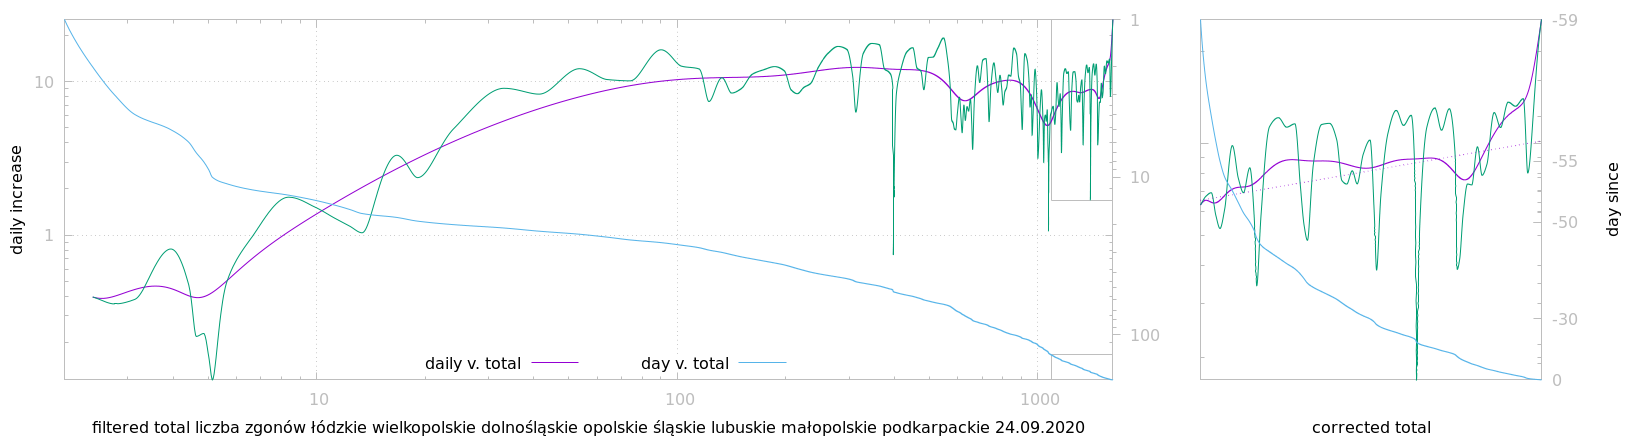 daily increase
10
1
1
10
100
daily v. total
day v. total
10
100
1000
filtered total liczba zgonów łódzkie wielkopolskie dolnośląskie opolskie śląskie lubuskie małopolskie podkarpackie 24.09.2020
-59
-55
-50
-30
0
day since
corrected total